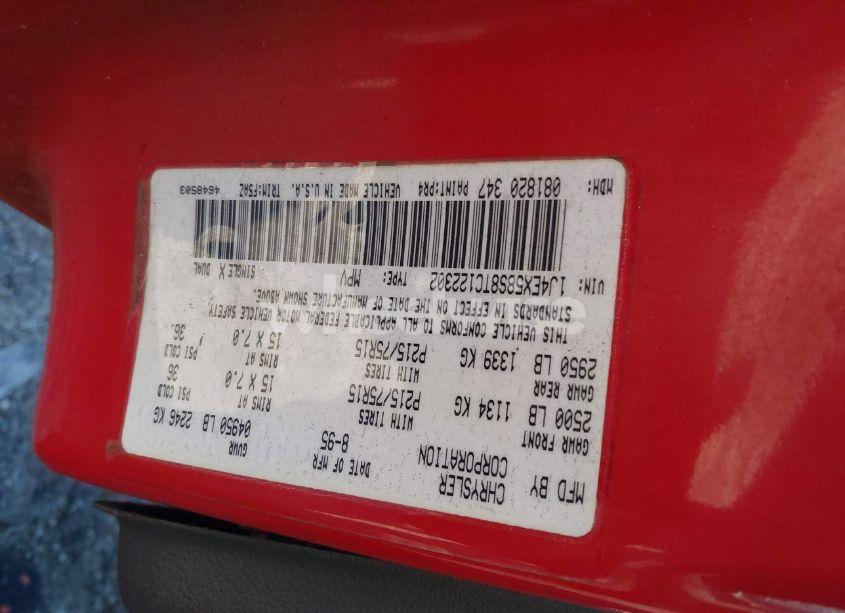 MFD BY CHRYSLER CORPORATION
DATE OF MFR 8-95
GVWR 04950 LB 2246 KG
GAWR FRONT 2500 LB 1134 KG
WITH TIRES P215/75R15
RIMS AT 15 X 7.0
PSI COLD 36
GAWR REAR 2950 LB 1339 KG
WITH TIRES P215/75R15
RIMS AT 15 X 7.0
PSI COLD 36
THIS VEHICLE CONFORMS TO ALL APPLICABLE FEDERAL MOTOR VEHICLE SAFETY
STANDARDS IN EFFECT ON THE DATE OF MANUFACTURE SHOWN ABOVE.
VIN: 1J4EX58S8TC122302 TYPE: MPV SINGLE X DUAL
MDH: 081820 347 PAINT:PR4 VEHICLE MADE IN U.S.A. TRIM:F5AZ 4648503